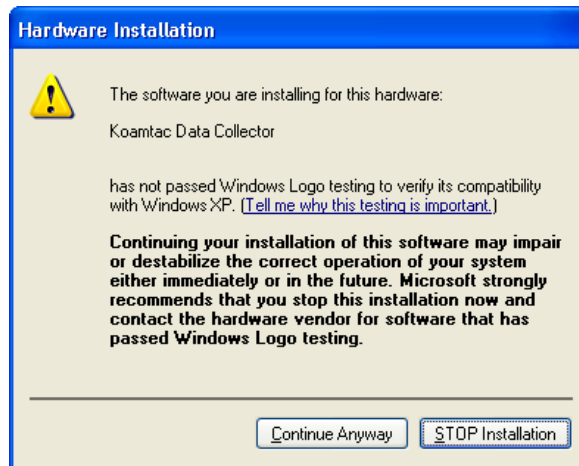 Hardware Installation
The software you are installing for this hardware:
Koamtac Data Collector
has not passed Windows Logo testing to verify its compatibility
with Windows XP. (Tell me why this testing is important.)
Continuing your installation of this software may impair
or destabilize the correct operation of your system
either immediately or in the future. Microsoft strongly
recommends that you stop this installation now and
contact the hardware vendor for software that has
passed Windows Logo testing.
Continue Anyway STOP Installation